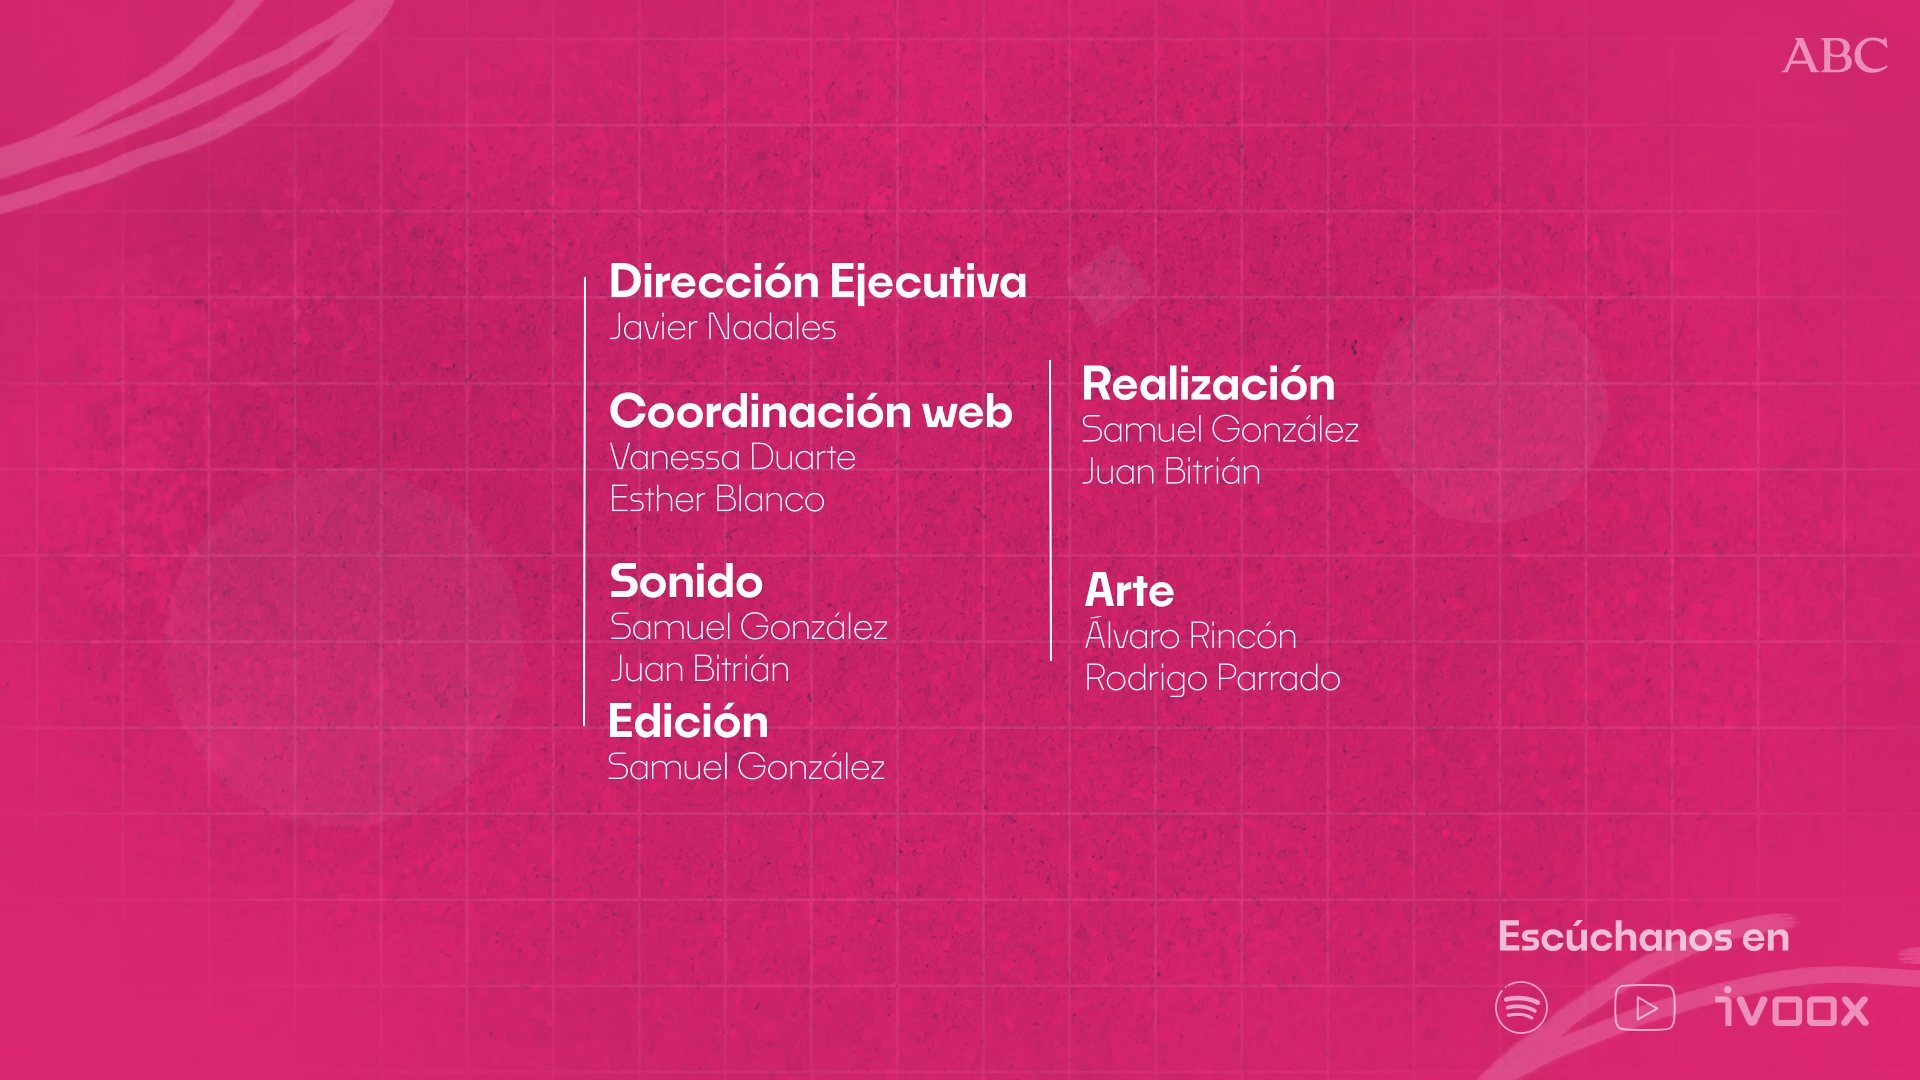 ABC
Dirección Ejecutiva
Javier Nadales
Coordinación web
Vanessa Duarte
Esther Blanco
Sonido
Samuel González
Juan Bitrián
Edición
Samuel González
Realización
Samuel González
Juan Bitrián
Arte
Álvaro Rincón
Rodrigo Parrado
Escúchanos en
ivoox